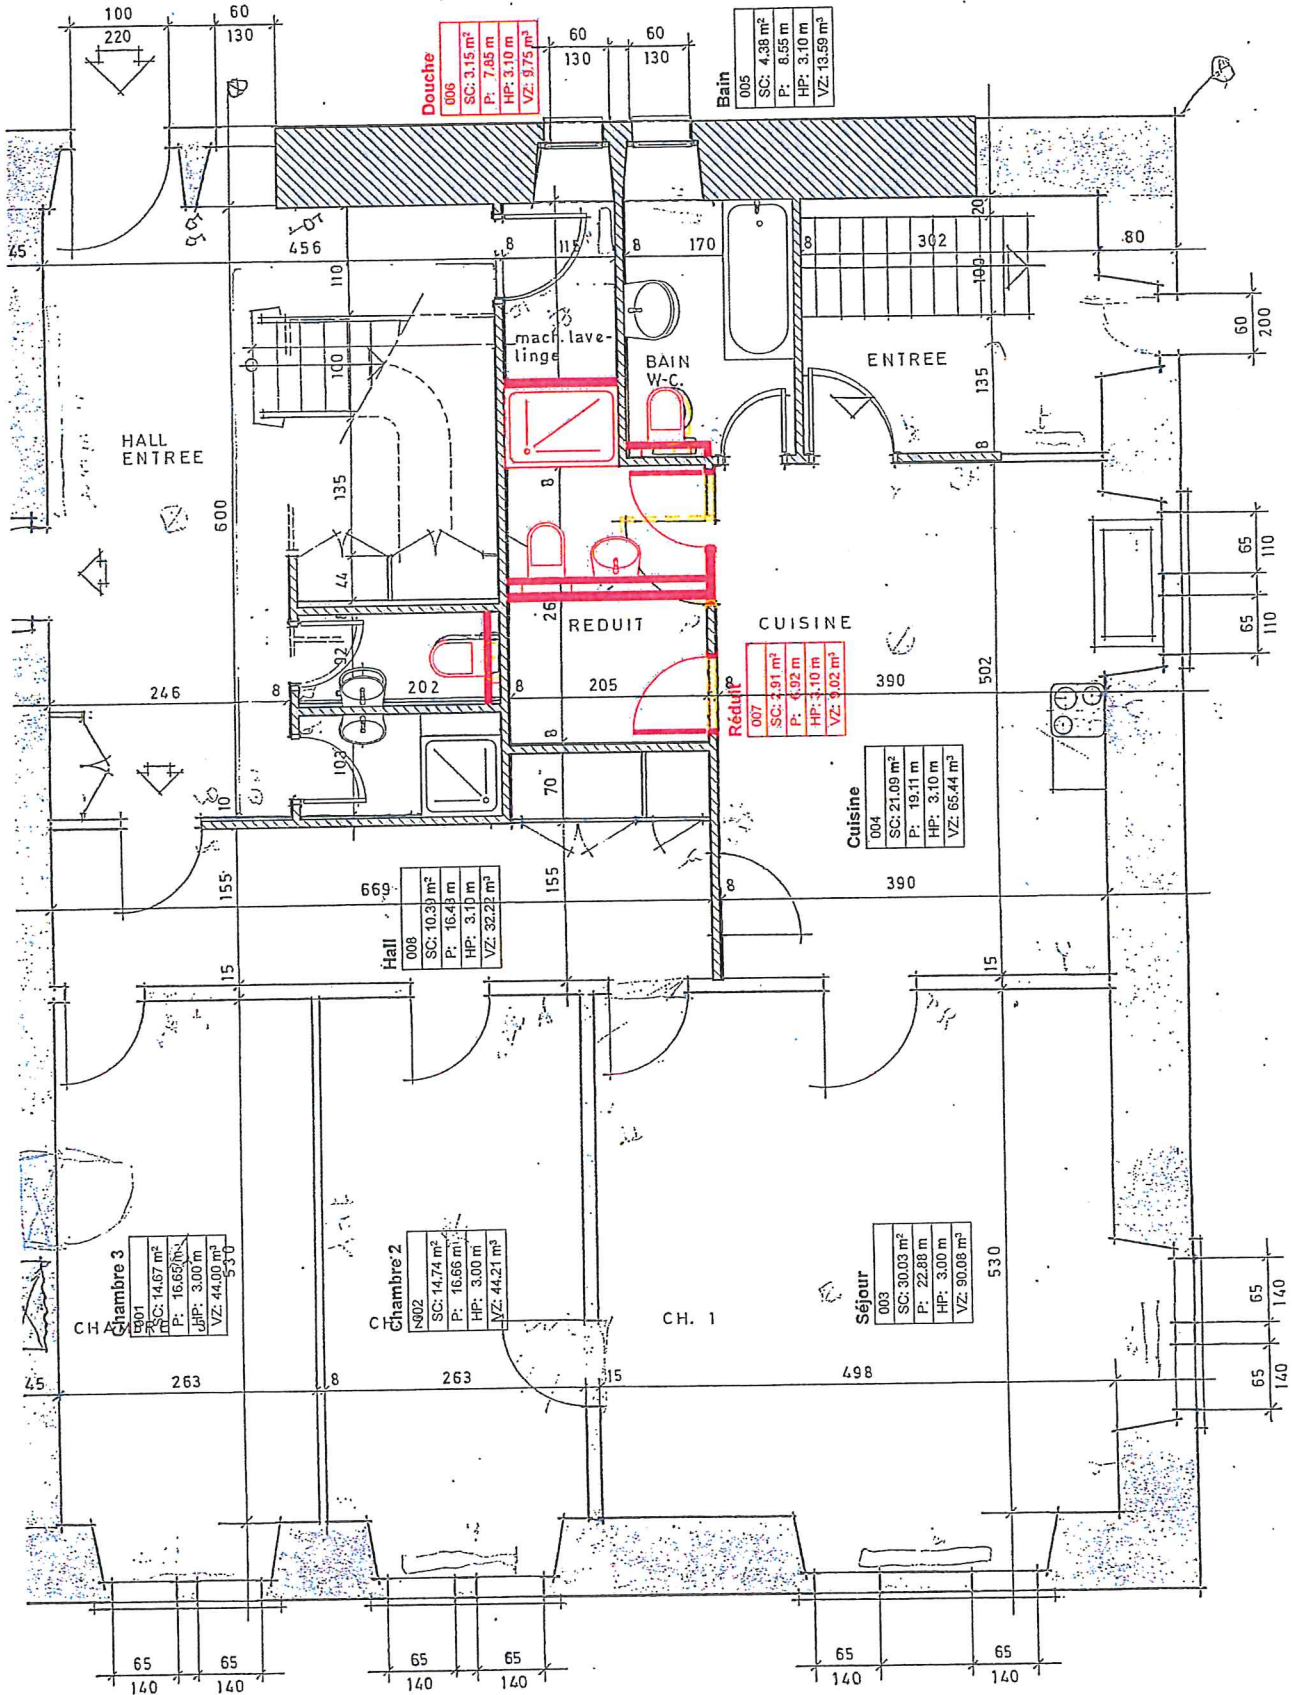 100
220
60
130
Douche
006
SC: 3.15 m²
P: 7.85 m
HP: 3.10 m
VZ: 9.75 m³
60
130
60
130
Bain
005
SC: 4.38 m²
P: 8.55 m
HP: 3.10 m
VZ: 13.59 m³
45
456
8
115
8
170
8
302
20
80
110
100
100
60
200
mach. lave-
linge
BAIN
W-C.
ENTREE
135
8
HALL
ENTREE
600
135
8
44
26
REDUIT
CUISINE
65
110
65
110
92
246
8
202
8
205
8
390
502
Réduit
007
SC: 2.91 m²
P: 6.92 m
HP: 3.10 m
VZ: 9.02 m³
103
8
70
10
Cuisine
004
SC: 21.09 m²
P: 19.11 m
HP: 3.10 m
VZ: 65.44 m³
155
669
155
8
390
Hall
008
SC: 10.39 m²
P: 16.43 m
HP: 3.10 m
VZ: 32.22 m³
15
15
Chambre 3
001
SC: 14.67 m²
P: 16.65 m
HP: 3.00 m
VZ: 44.00 m³
530
Chambre 2
002
SC: 14.74 m²
P: 16.66 m
HP: 3.00 m
VZ: 44.21 m³
CH. 1
Séjour
003
SC: 30.03 m²
P: 22.88 m
HP: 3.00 m
VZ: 90.08 m³
530
65
140
65
140
45
263
8
263
15
498
65
140
65
140
65
140
65
140
65
140
65
140